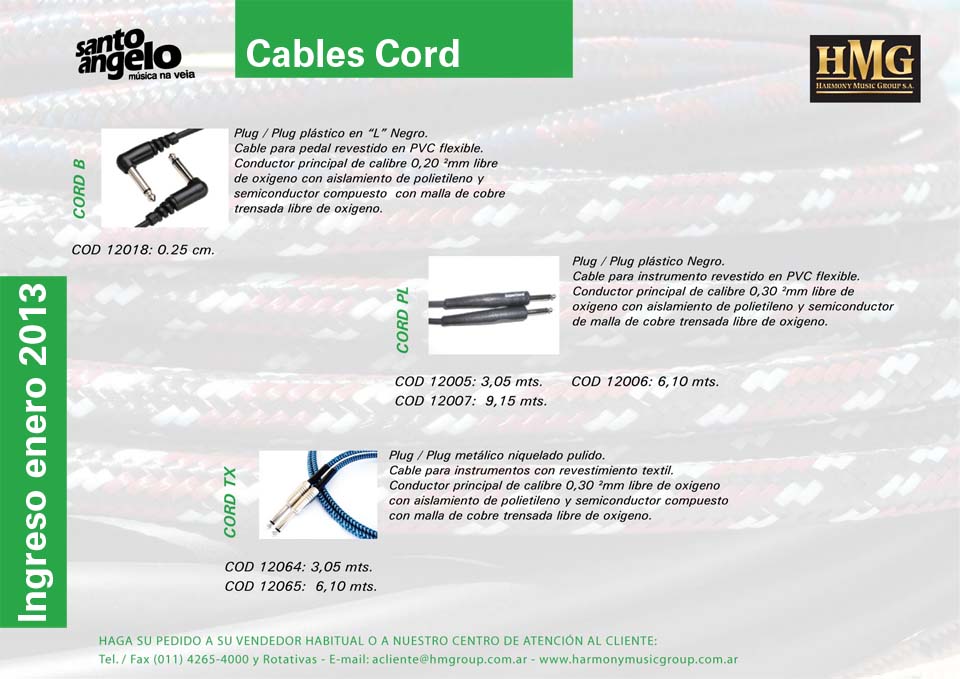 santo
angelo
música na veia
Cables Cord
HMG
HARMONY MUSIC GROUP S.A.
CORD B
Plug / Plug plástico en “L” Negro.
Cable para pedal revestido en PVC flexible.
Conductor principal de calibre 0,20 ²mm libre
de oxigeno con aislamiento de polietileno y
semiconductor compuesto  con malla de cobre
trensada libre de oxigeno.
COD 12018: 0.25 cm.
CORD PL
Plug / Plug plástico Negro.
Cable para instrumento revestido en PVC flexible.
Conductor principal de calibre 0,30 ²mm libre de
oxigeno con aislamiento de polietileno y semiconductor
de malla de cobre trensada libre de oxigeno.
COD 12005: 3,05 mts.	COD 12006: 6,10 mts.
COD 12007:  9,15 mts.
Ingreso enero 2013
CORD TX
Plug / Plug metálico niquelado pulido.
Cable para instrumentos con revestimiento textil.
Conductor principal de calibre 0,30 ²mm libre de oxigeno
con aislamiento de polietileno y semiconductor compuesto
con malla de cobre trensada libre de oxigeno.
COD 12064: 3,05 mts.
COD 12065:  6,10 mts.
HAGA SU PEDIDO A SU VENDEDOR HABITUAL O A NUESTRO CENTRO DE ATENCIÓN AL CLIENTE:
Tel. / Fax (011) 4265-4000 y Rotativas - E-mail: acliente@hmgroup.com.ar - www.harmonymusicgroup.com.ar